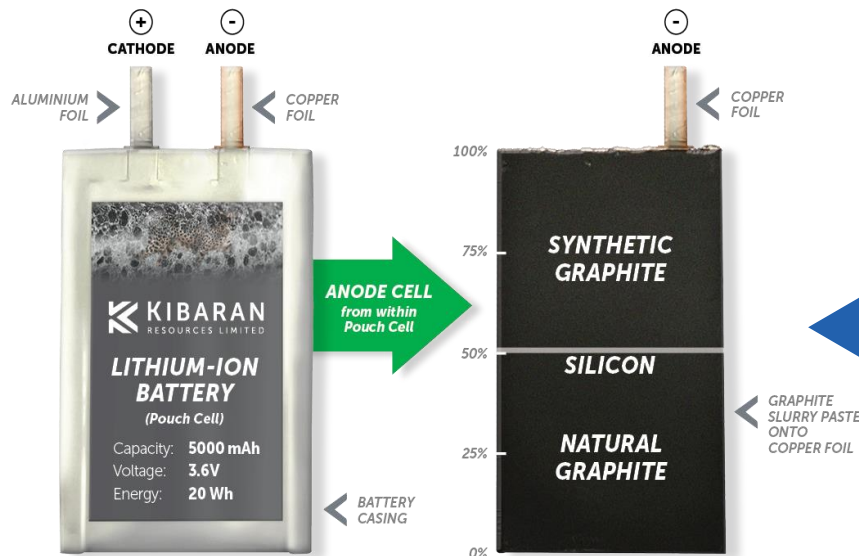 +
CATHODE
-
ANODE
ALUMINIUM
FOIL
COPPER
FOIL
KIBARAN
RESOURCES LIMITED
LITHIUM-ION
BATTERY
(Pouch Cell)
Capacity: 5000 mAh
Voltage: 3.6V
Energy: 20 Wh
BATTERY
CASING
ANODE CELL
from within
Pouch Cell
-
ANODE
COPPER
FOIL
100%
75%
50%
25%
0%
SYNTHETIC
GRAPHITE
SILICON
NATURAL
GRAPHITE
GRAPHITE
SLURRY PASTE
ONTO
COPPER FOIL